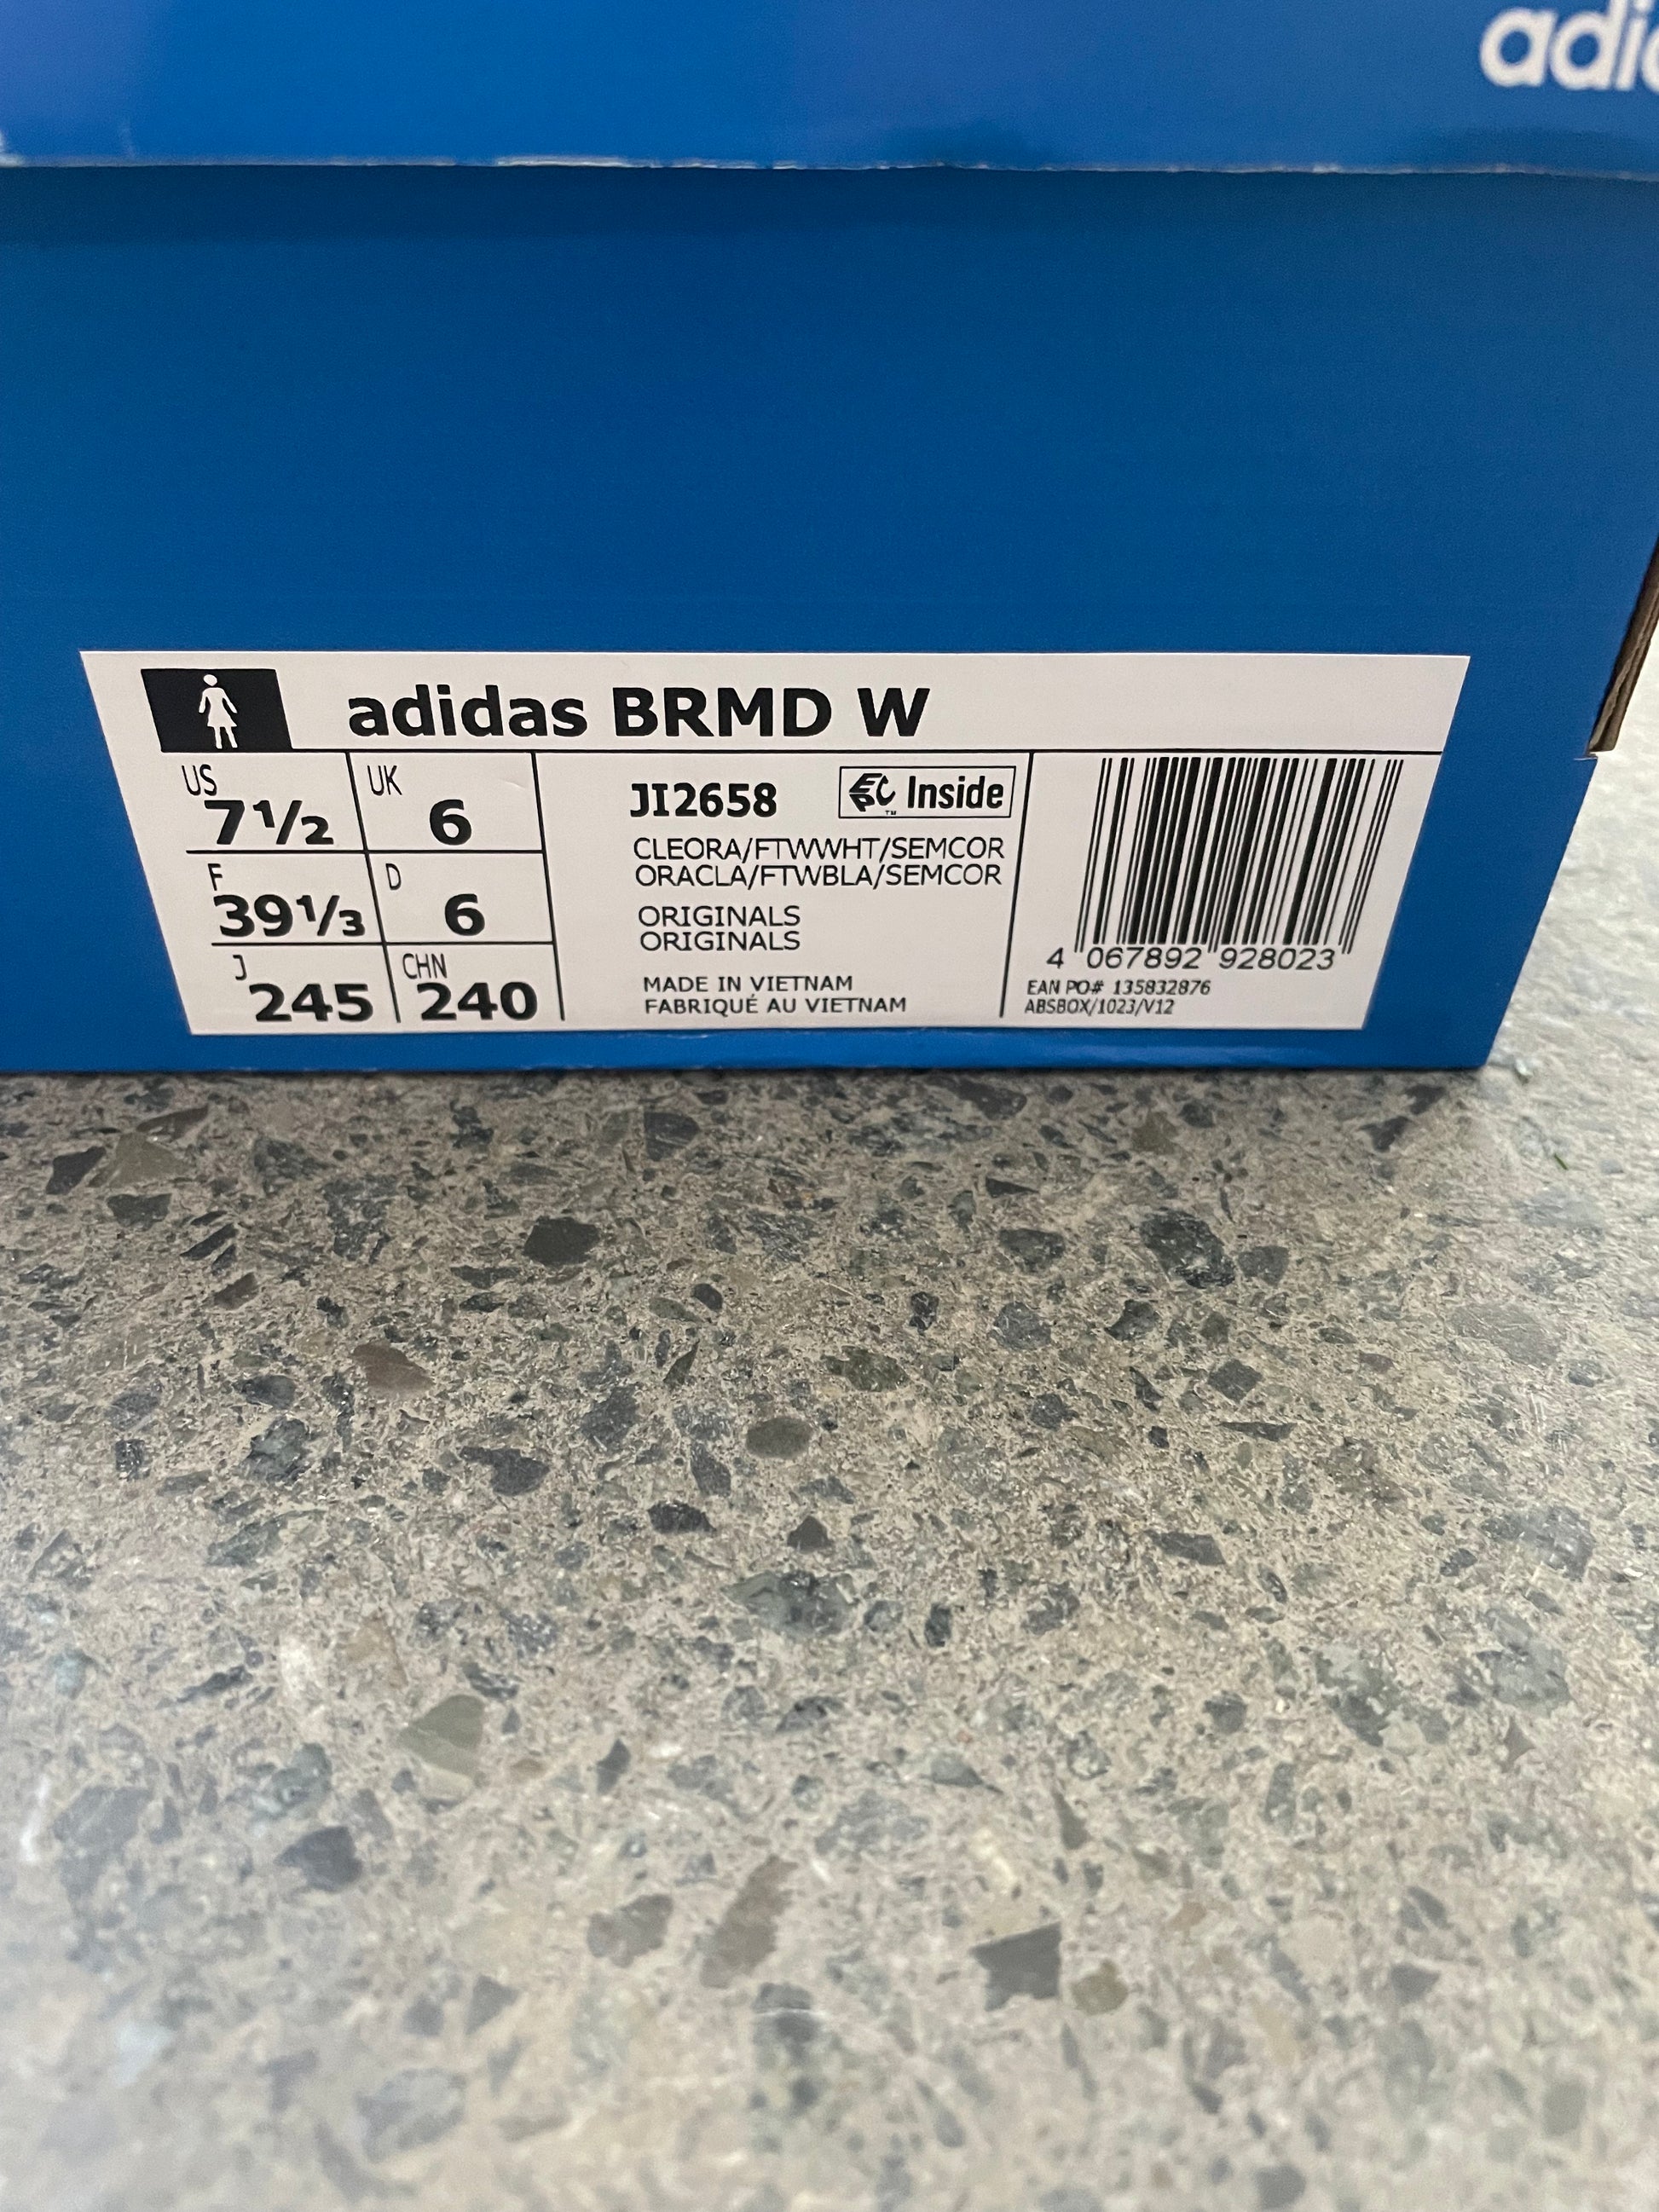 adidas BRMD W
US 7½ UK 6
F 39⅓ D 6
J 245 CHN 240
JI2658
EPC Inside
TM
CLEORA/FTWWHT/SEMCOR
ORACLA/FTWBLA/SEMCOR
ORIGINALS
ORIGINALS
MADE IN VIETNAM
FABRIQUÉ AU VIETNAM
4 067892 928023
EAN PO# 135832876
ABSBOX/1023/V12